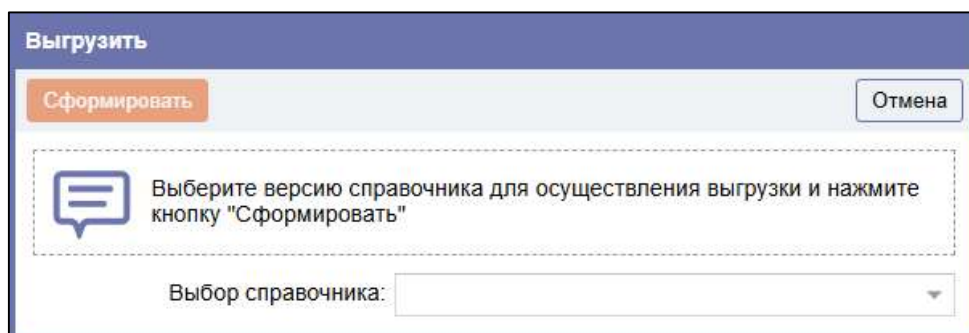 Выгрузить
Сформировать
Отмена
Выберите версию справочника для осуществления выгрузки и нажмите
кнопку "Сформировать"
Выбор справочника: